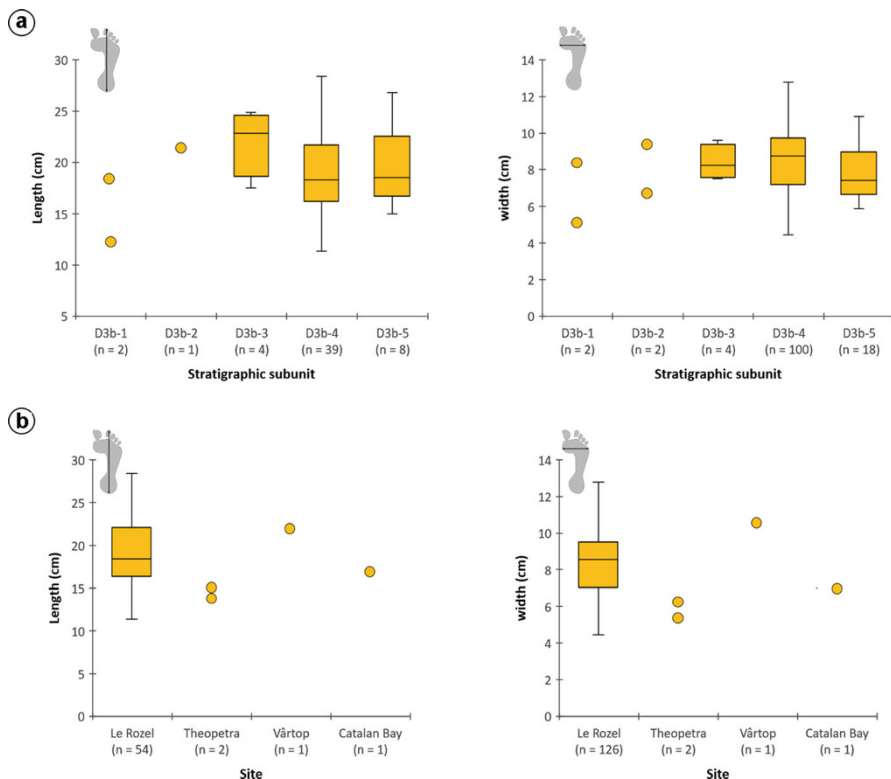 a
30
25
20
15
10
5
Length (cm)
D3b-1 D3b-2 D3b-3 D3b-4 D3b-5
(n = 2) (n = 1) (n = 4) (n = 39) (n = 8)
Stratigraphic subunit
14
12
10
8
6
4
2
0
width (cm)
D3b-1 D3b-2 D3b-3 D3b-4 D3b-5
(n = 2) (n = 2) (n = 4) (n = 100) (n = 18)
Stratigraphic subunit
b
30
25
20
15
10
5
0
Length (cm)
Le Rozel Theopetra Vârtop Catalan Bay
(n = 54) (n = 2) (n = 1) (n = 1)
Site
14
12
10
8
6
4
2
0
width (cm)
Le Rozel Theopetra Vârtop Catalan Bay
(n = 126) (n = 2) (n = 1) (n = 1)
Site